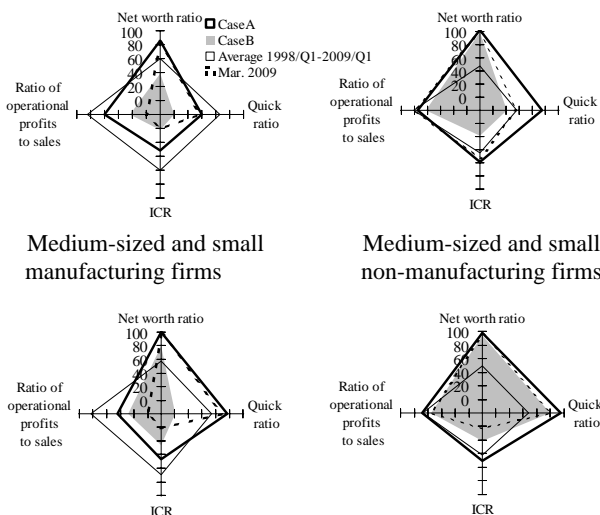 Net worth ratio
100
80
60
40
20
0
Ratio of
operational
profits
to sales
Quick
ratio
ICR
CaseA
CaseB
Average 1998/Q1-2009/Q1
Mar. 2009
Net worth ratio
100
80
60
40
20
0
Ratio of
operational
profits
to sales
Quick
ratio
ICR
Medium-sized and small
manufacturing firms
Medium-sized and small
non-manufacturing firms
Net worth ratio
100
80
60
40
20
0
Ratio of
operational
profits
to sales
Quick
ratio
ICR
Net worth ratio
100
80
60
40
20
0
Ratio of
operational
profits
to sales
Quick
ratio
ICR